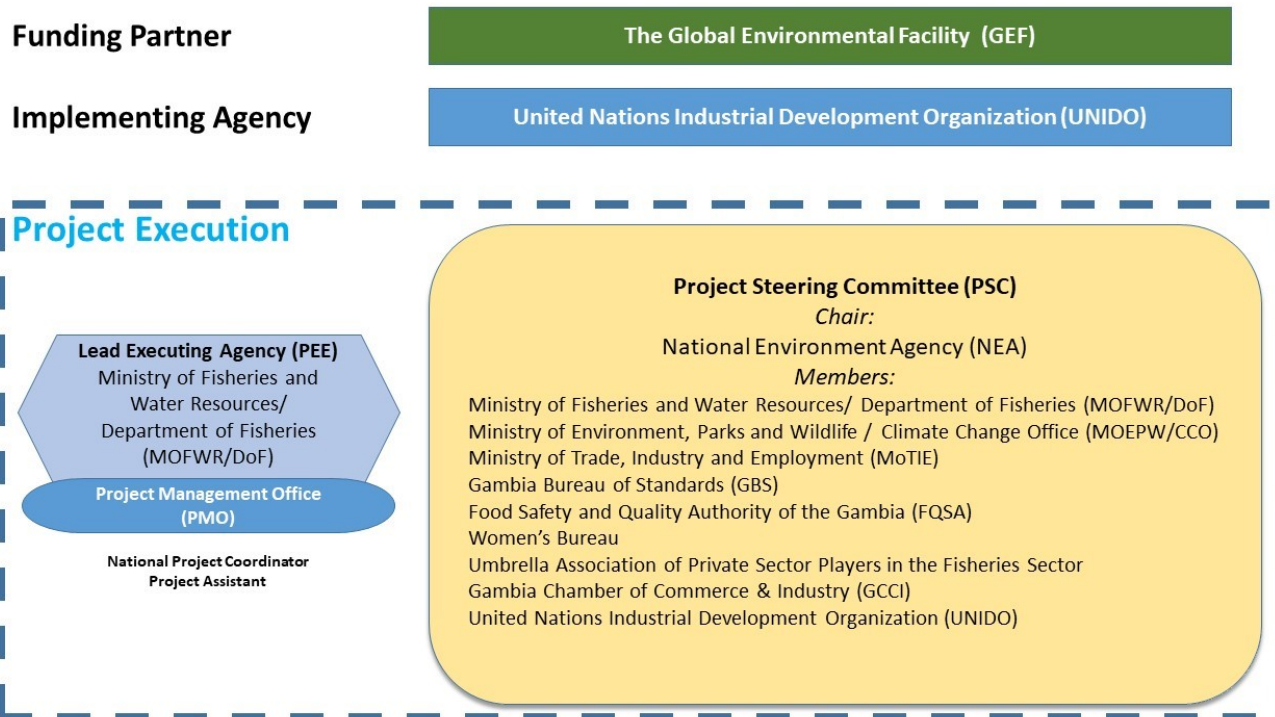 Funding Partner
The Global Environmental Facility (GEF)
Implementing Agency
United Nations Industrial Development Organization (UNIDO)
Project Execution
Lead Executing Agency (PEE)
Ministry of Fisheries and
Water Resources/
Department of Fisheries
(MOFWR/DoF)
Project Management Office
(PMO)
National Project Coordinator
Project Assistant
Project Steering Committee (PSC)
Chair:
National Environment Agency (NEA)
Members:
Ministry of Fisheries and Water Resources/ Department of Fisheries (MOFWR/DoF)
Ministry of Environment, Parks and Wildlife / Climate Change Office (MOEPW/CCO)
Ministry of Trade, Industry and Employment (MoTIE)
Gambia Bureau of Standards (GBS)
Food Safety and Quality Authority of the Gambia (FQSA)
Women’s Bureau
Umbrella Association of Private Sector Players in the Fisheries Sector
Gambia Chamber of Commerce & Industry (GCCI)
United Nations Industrial Development Organization (UNIDO)